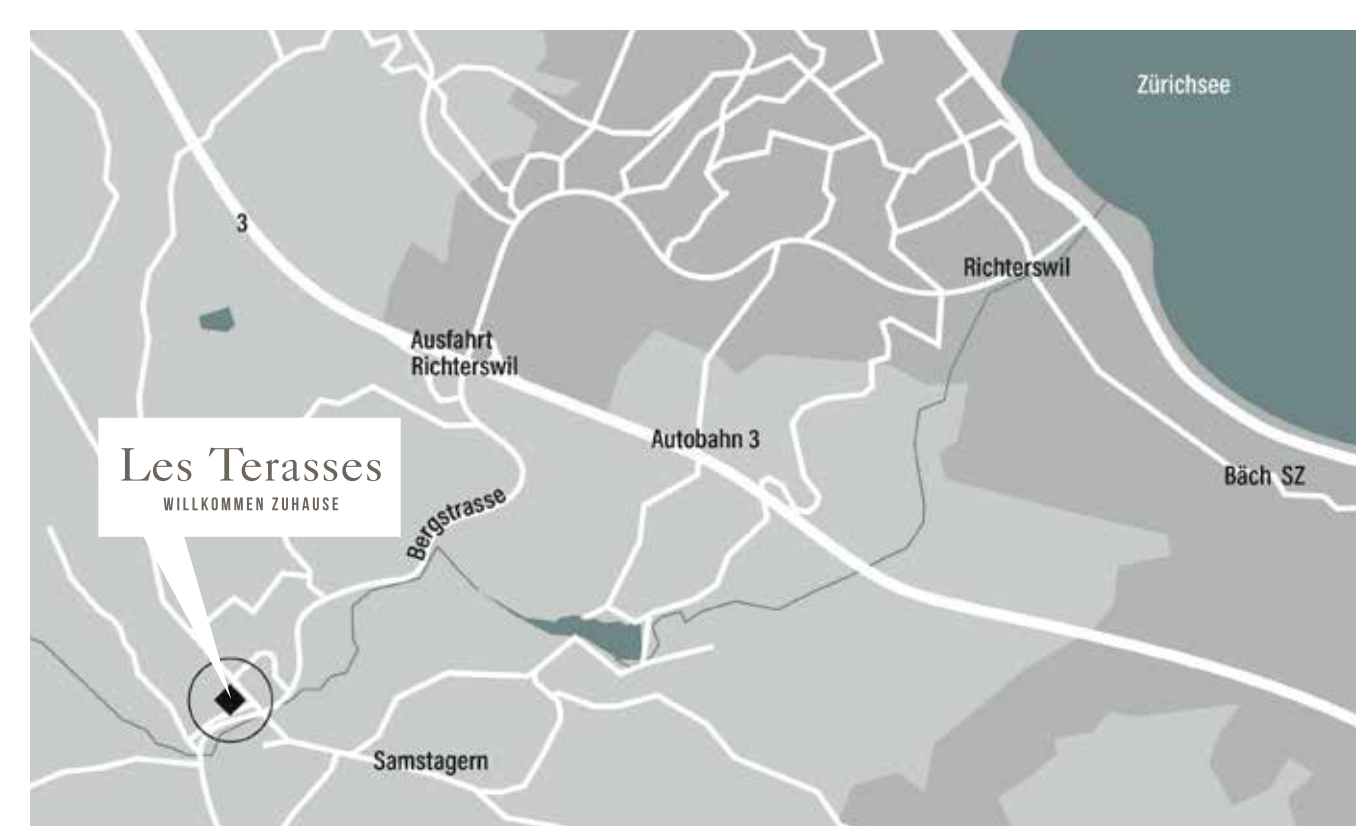 Zürichsee
3
Richterswil
Ausfahrt
Richterswil
Autobahn 3
Les Terasses
WILLKOMMEN ZUHAUSE
Bäch SZ
Bergstrasse
Samstagern